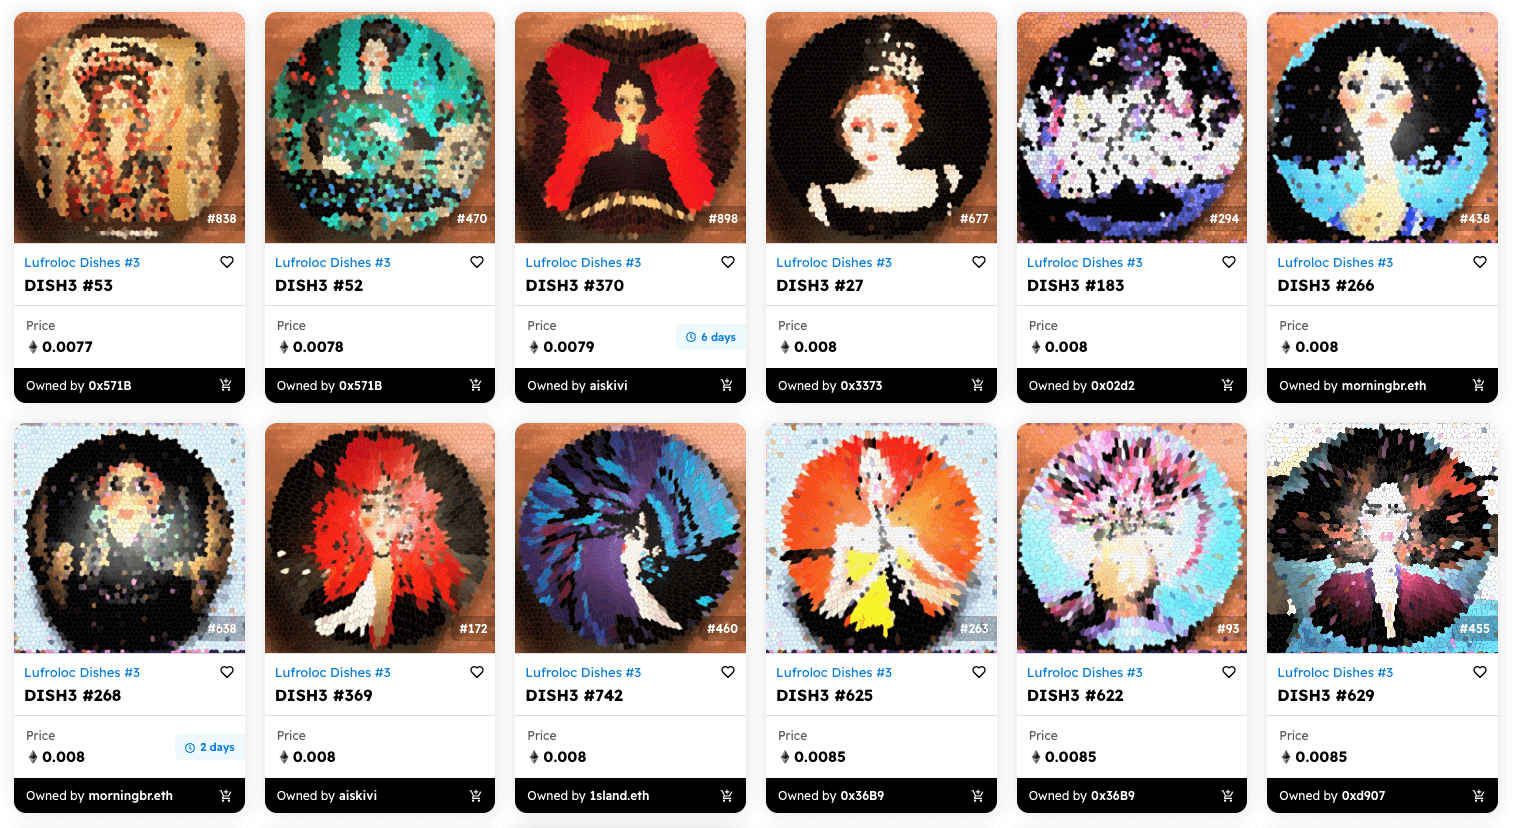 #838
Lufroloc Dishes #3
DISH3 #53
Price
0.0077
Owned by 0x571B
#470
Lufroloc Dishes #3
DISH3 #52
Price
0.0078
Owned by 0x571B
#898
Lufroloc Dishes #3
DISH3 #370
Price
6 days
0.0079
Owned by aiskivi
#677
Lufroloc Dishes #3
DISH3 #27
Price
0.008
Owned by 0x3373
#294
Lufroloc Dishes #3
DISH3 #183
Price
0.008
Owned by 0x02d2
#438
Lufroloc Dishes #3
DISH3 #266
Price
0.008
Owned by morningbr.eth
#638
Lufroloc Dishes #3
DISH3 #268
Price
2 days
0.008
Owned by morningbr.eth
#172
Lufroloc Dishes #3
DISH3 #369
Price
0.008
Owned by aiskivi
#460
Lufroloc Dishes #3
DISH3 #742
Price
0.008
Owned by 1sland.eth
#263
Lufroloc Dishes #3
DISH3 #625
Price
0.0085
Owned by 0x36B9
#93
Lufroloc Dishes #3
DISH3 #622
Price
0.0085
Owned by 0x36B9
#455
Lufroloc Dishes #3
DISH3 #629
Price
0.0085
Owned by 0xd907